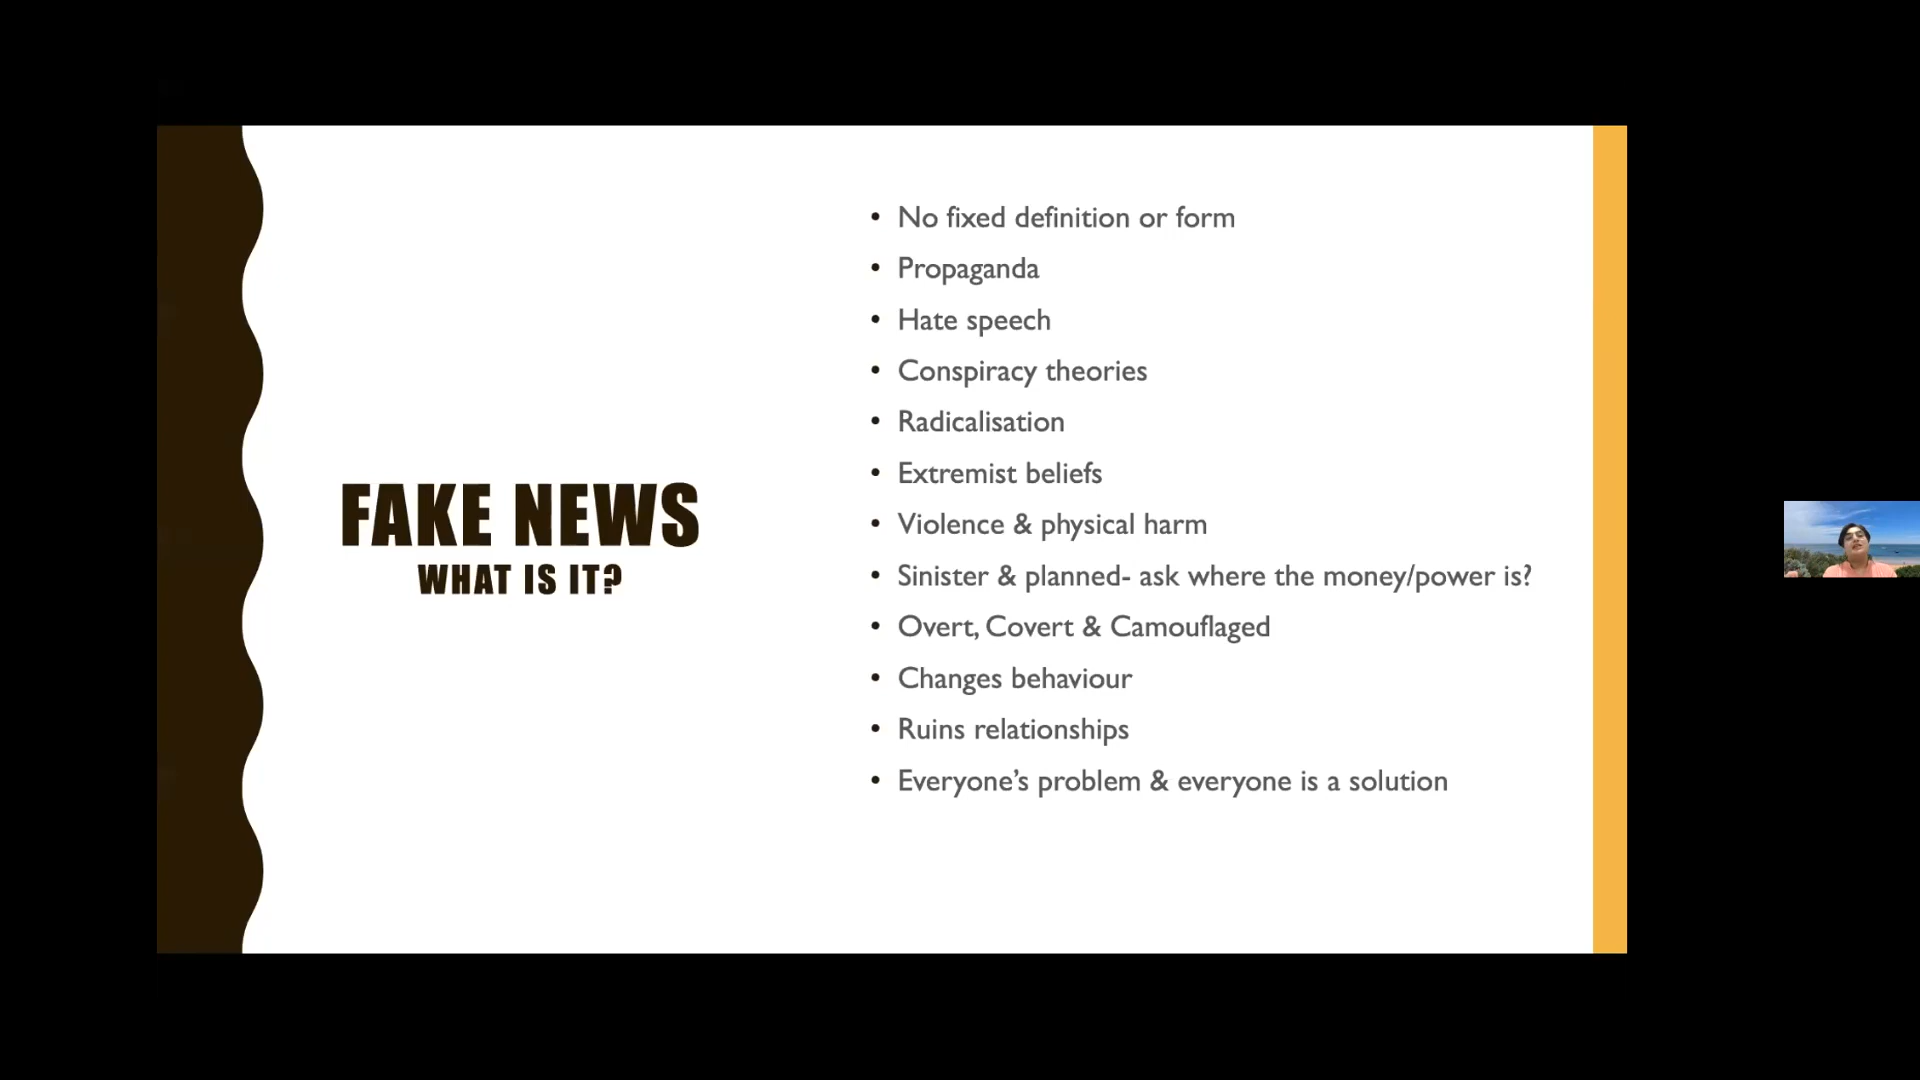 FAKE NEWS
WHAT IS IT?
• No fixed definition or form
• Propaganda
• Hate speech
• Conspiracy theories
• Radicalisation
• Extremist beliefs
• Violence & physical harm
• Sinister & planned- ask where the money/power is?
• Overt, Covert & Camouflaged
• Changes behaviour
• Ruins relationships
• Everyone’s problem & everyone is a solution